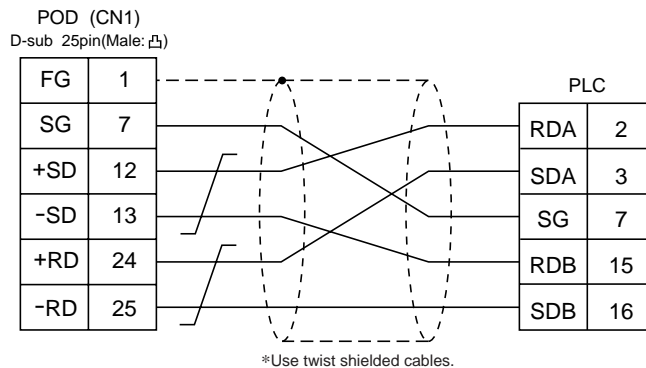 POD (CN1)
D-sub 25pin(Male: 凸)
FG 1
SG 7
+SD 12
-SD 13
+RD 24
-RD 25
PLC
RDA 2
SDA 3
SG 7
RDB 15
SDB 16
*Use twist shielded cables.